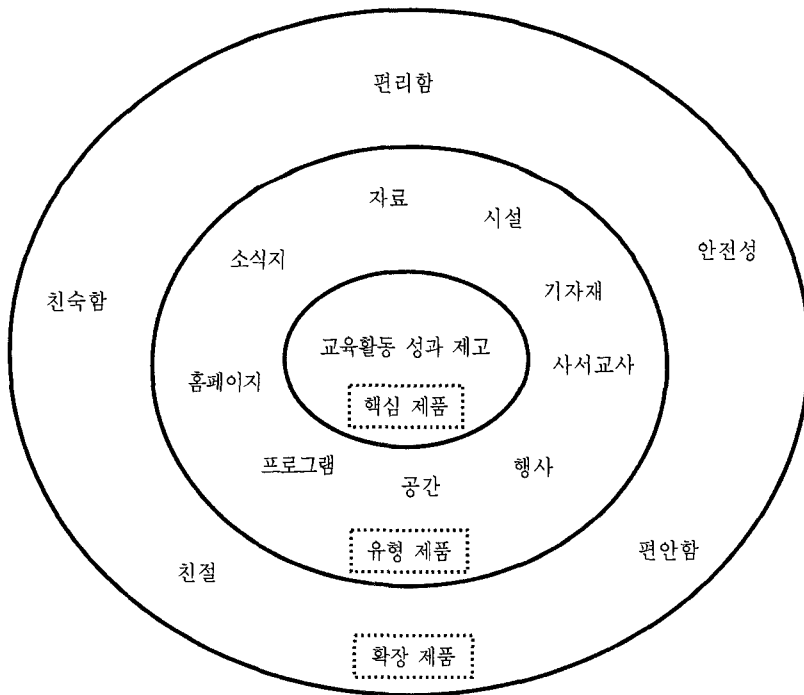 편리함
자료
시설
소식지
안전성
친숙함
기자재
교육활동 성과 제고
사서교사
홈페이지
핵심 제품
프로그램
공간
행사
유형 제품
편안함
친절
확장 제품